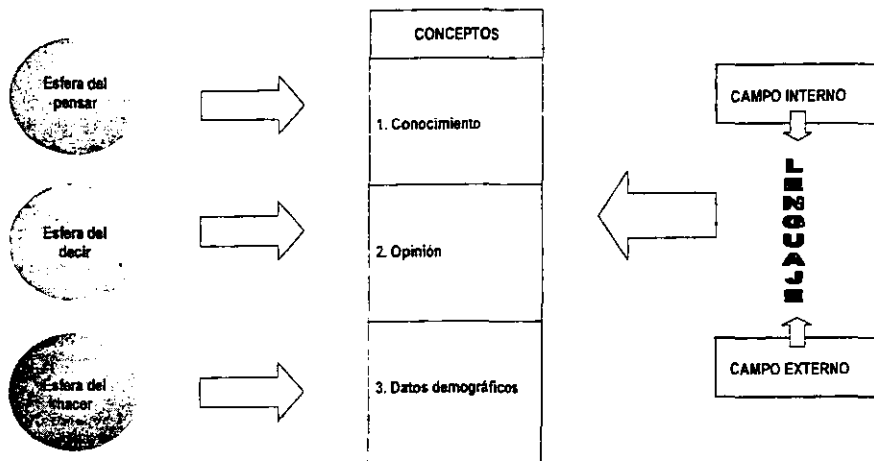 CONCEPTOS
Esfera del
pensar
1. Conocimiento
CAMPO INTERNO
LENGUAJE
Esfera del
decir
2. Opinión
Esfera del
hacer
3. Datos demográficos
CAMPO EXTERNO